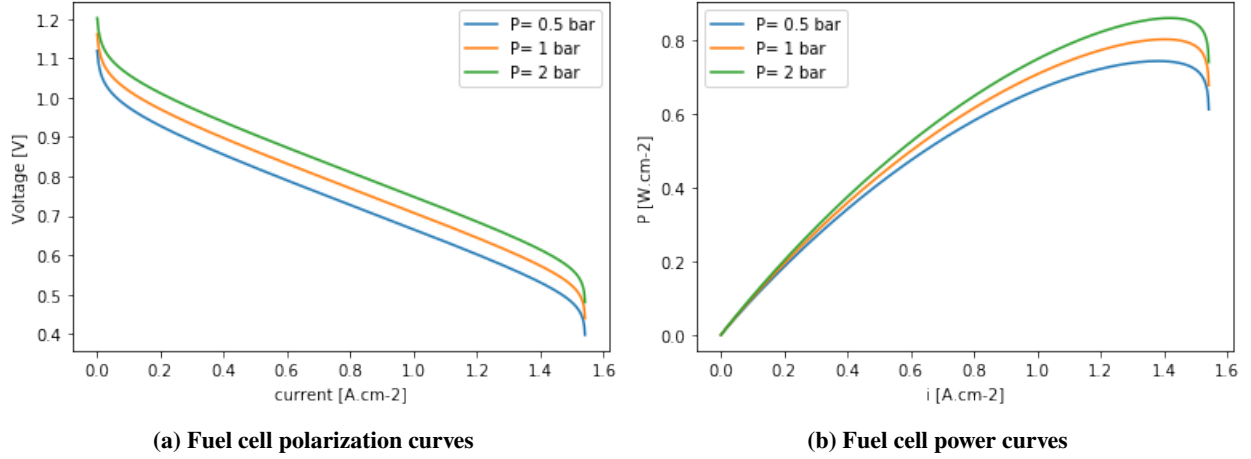 1.2
1.1
1.0
0.9
0.8
0.7
0.6
0.5
0.4
Voltage [V]
P= 0.5 bar
P= 1 bar
P= 2 bar
0.0 0.2 0.4 0.6 0.8 1.0 1.2 1.4 1.6
current [A.cm-2]
(a) Fuel cell polarization curves
0.8
0.6
0.4
0.2
0.0
P [W.cm-2]
P= 0.5 bar
P= 1 bar
P= 2 bar
0.0 0.2 0.4 0.6 0.8 1.0 1.2 1.4 1.6
i [A.cm-2]
(b) Fuel cell power curves